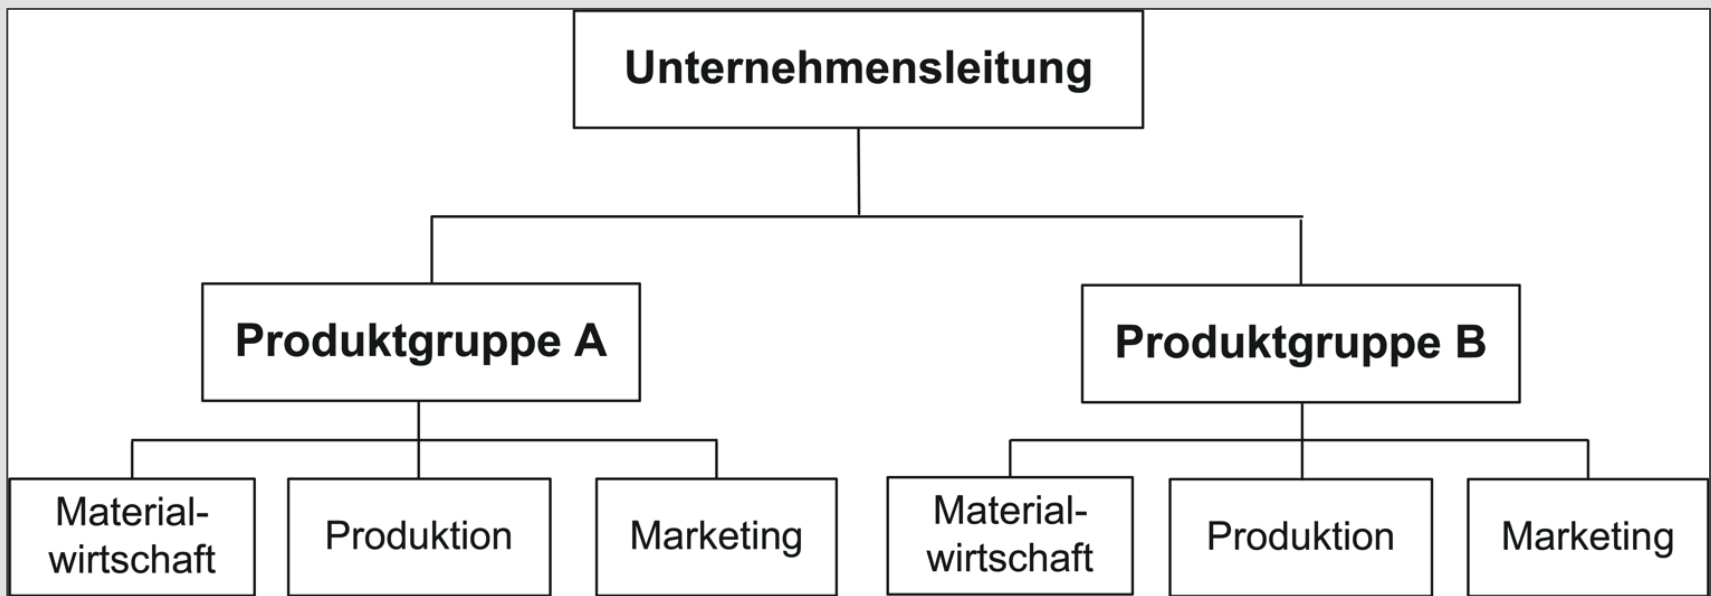 Unternehmensleitung
Produktgruppe A
Produktgruppe B
Material-
wirtschaft
Produktion
Marketing
Material-
wirtschaft
Produktion
Marketing